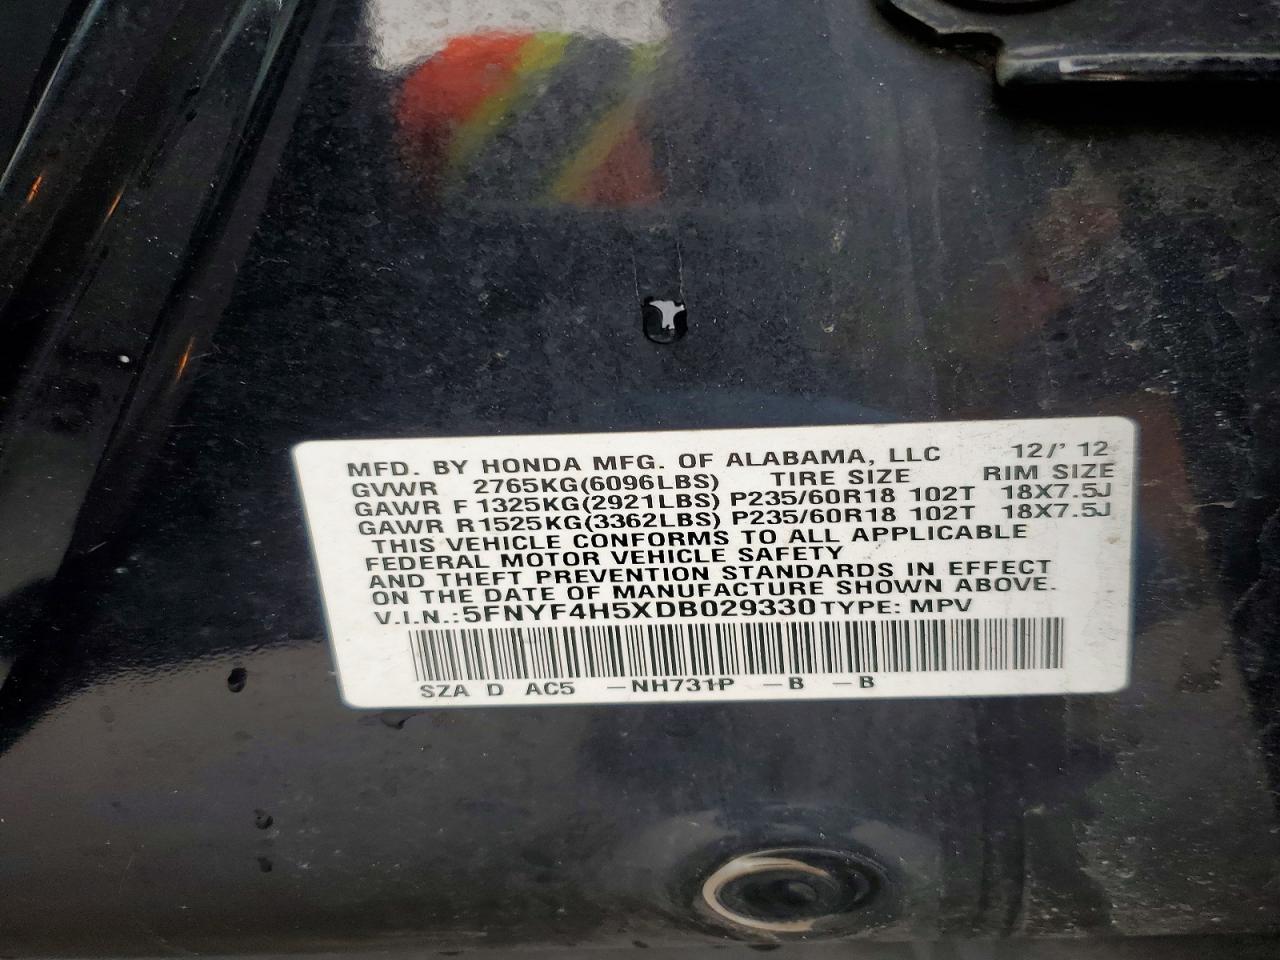 MFD. BY HONDA MFG. OF ALABAMA, LLC 12/' 12
GVWR 2765KG(6096LBS) TIRE SIZE RIM SIZE
GAWR F 1325KG(2921LBS) P235/60R18 102T 18X7.5J
GAWR R1525KG(3362LBS) P235/60R18 102T 18X7.5J
THIS VEHICLE CONFORMS TO ALL APPLICABLE
FEDERAL MOTOR VEHICLE SAFETY
AND THEFT PREVENTION STANDARDS IN EFFECT
ON THE DATE OF MANUFACTURE SHOWN ABOVE.
V.I.N.:5FNYF4H5XDB029330 TYPE: MPV
SZA D AC5 -NH731P -B -B